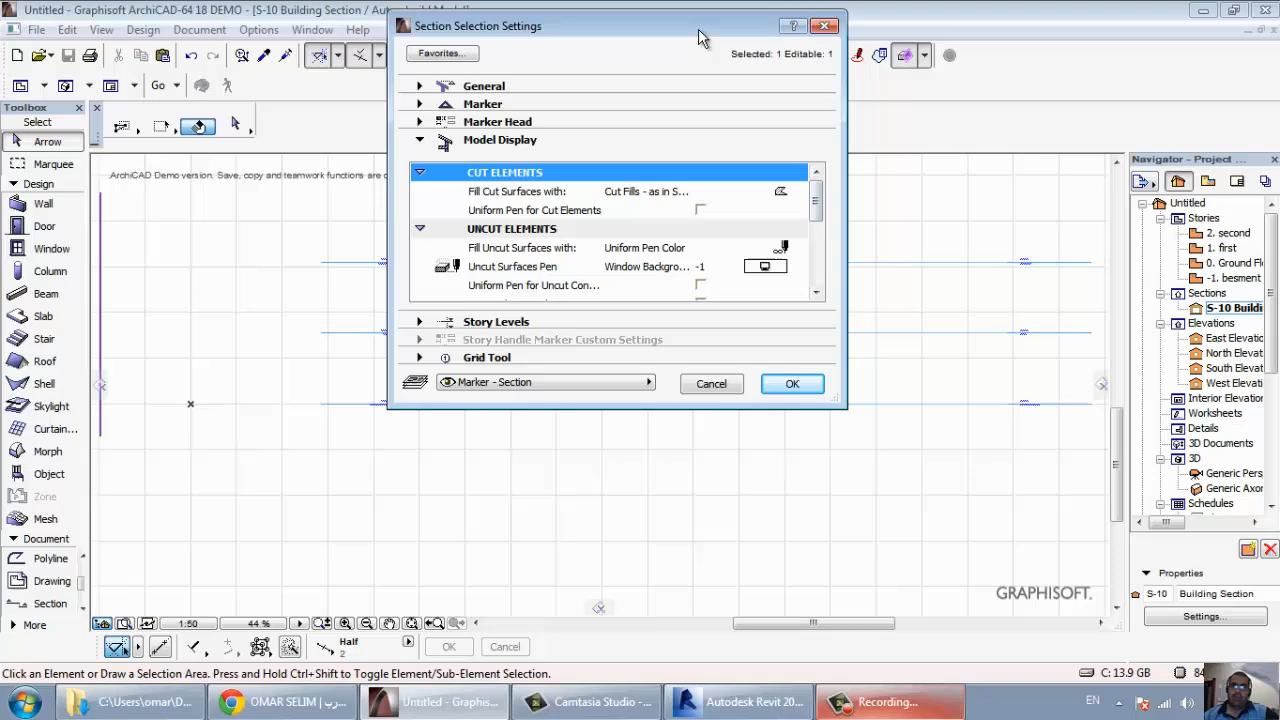 Untitled - Graphisoft ArchiCAD-64 18 DEMO - [S-10 Building Section / A
File Edit View Design Document Options Window
Section Selection Settings
Favorites...
Selected: 1 Editable: 1
General
Marker
Marker Head
Model Display
CUT ELEMENTS
Fill Cut Surfaces with: Cut Fills - as in S...
Uniform Pen for Cut Elements
UNCUT ELEMENTS
Fill Uncut Surfaces with: Uniform Pen Color
Uncut Surfaces Pen Window Backgro... -1
Uniform Pen for Uncut Con...
Story Levels
Story Handle Marker Custom Settings
Grid Tool
Marker - Section
Cancel
OK
Go
Toolbox
Select
Arrow
Marquee
Design
Wall
Door
Window
Column
Beam
Slab
Stair
Roof
Shell
Skylight
Curtain...
Morph
Object
Zone
Mesh
Document
Polyline
Drawing
Section
More
ArchiCAD Demo version. Save, copy and teamwork functions are
GRAPHISOFT.
Navigator - Project ...
Untitled
Stories
2. second
1. first
0. Ground Fl
-1. besment
Sections
S-10 Buildi
Elevations
East Elevati
North Elevat
South Elevat
West Elevat
Interior Elevation
Worksheets
Details
3D Documents
3D
Generic Pers
Generic Axo
Schedules
Properties
S-10 Building Section
Settings...
1:50
44 %
Half
2
OK
Cancel
Click an Element or Draw a Selection Area. Press and Hold Ctrl+Shift to Toggle Element/Sub-Element Selection.
C: 13.9 GB
C:\Users\omar\D...
OMAR SELIM |
Untitled - Graphis...
Camtasia Studio -...
Autodesk Revit 20...
Recording...
EN